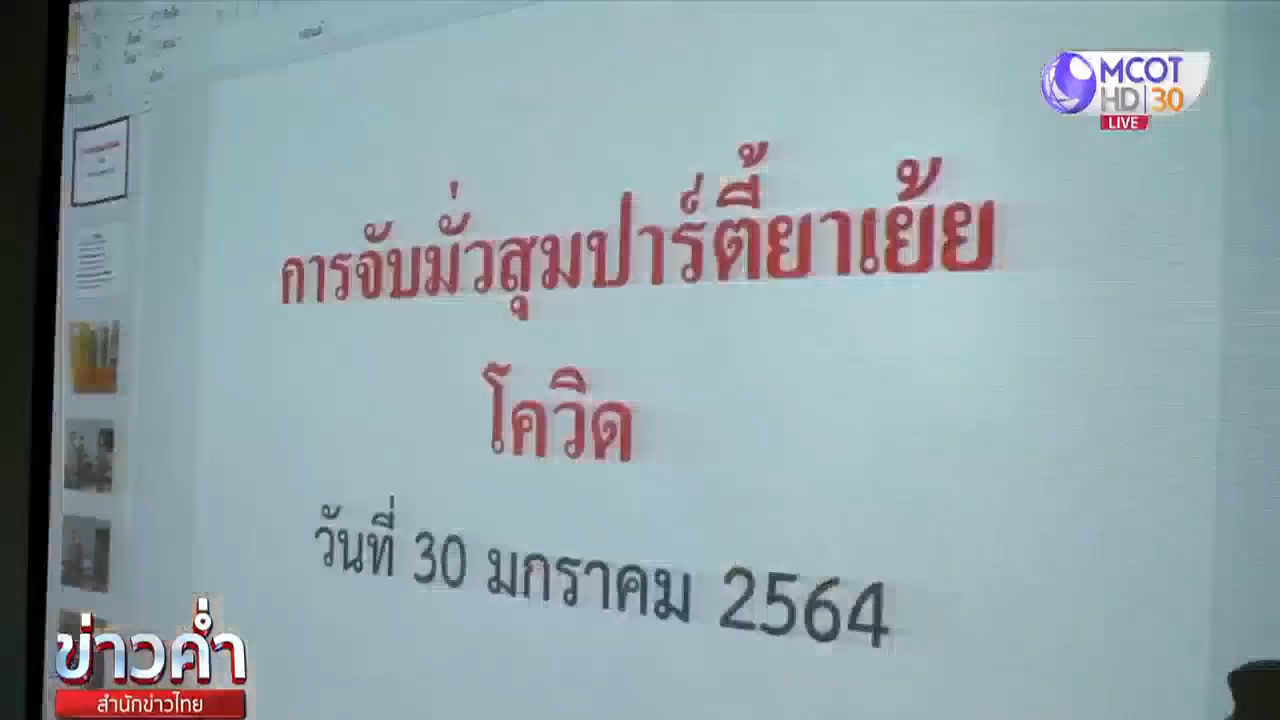 MCOT
HD 30
LIVE
การจับมั่วสุมปาร์ตี้ยาเย้ย
โควิด
วันที่ 30 มกราคม 2564
ข่าวค่ำ
สำนักข่าวไทย